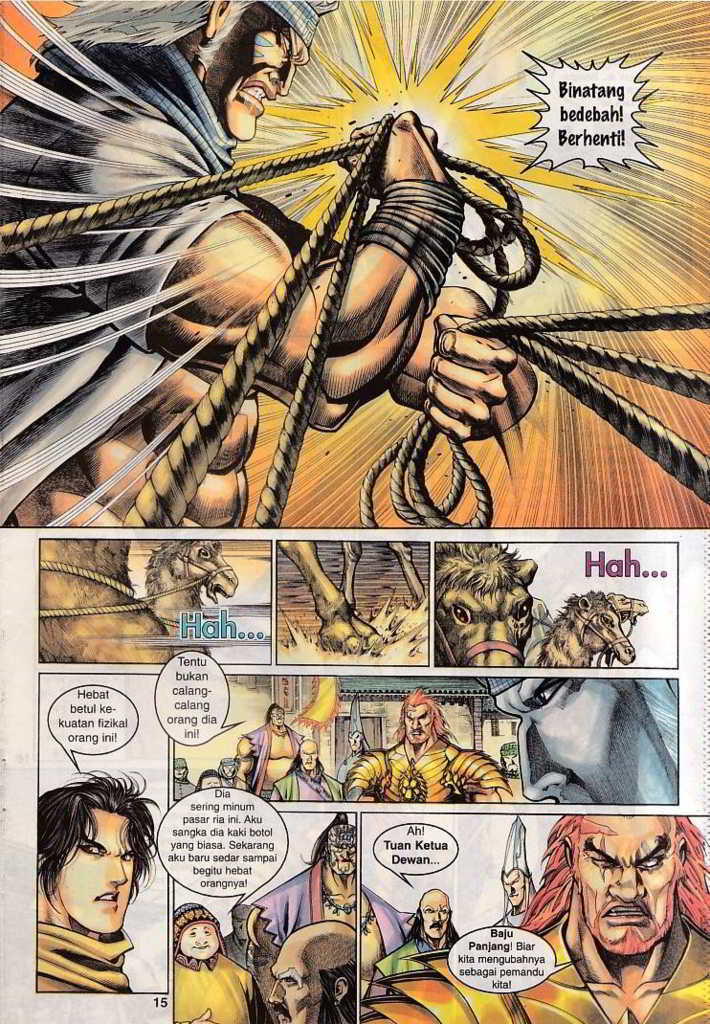 Binatang
bedebah!
Berhenti!
Hah...
Hah...
Hebat
betul ke-
kuatan fizikal
orang ini!
Tentu
bukan
calang-
calang
orang dia
ini!
Dia
sering minum
pasar ria ini. Aku
sangka dia kaki botol
yang biasa. Sekarang
aku baru sedar sampai
begitu hebat
orangnya!
Ah!
Tuan Ketua
Dewan...
Baju
Panjang! Biar
kita mengubahnya
sebagai pemandu
kita!
15